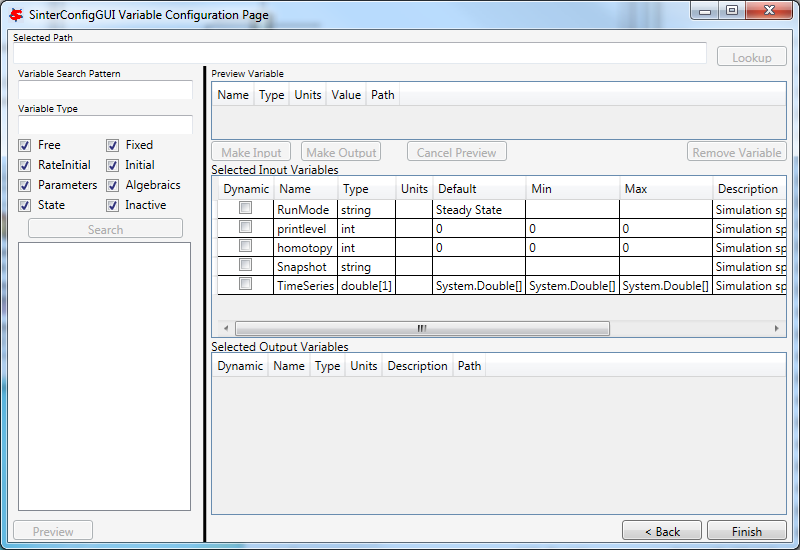 SinterConfigGUI Variable Configuration Page
Selected Path
Lookup
Variable Search Pattern
Variable Type
Free Fixed
RateInitial Initial
Parameters Algebraics
State Inactive
Search
Preview
Preview Variable
Name Type Units Value Path
Make Input Make Output Cancel Preview Remove Variable
Selected Input Variables
Dynamic Name Type Units Default Min Max Description
RunMode string Steady State Simulation sp
printlevel int 0 0 0 Simulation sp
homotopy int 0 0 0 Simulation sp
Snapshot string Simulation sp
TimeSeries double[1] System.Double[] System.Double[] System.Double[] Simulation sp
Selected Output Variables
Dynamic Name Type Units Description Path
< Back Finish